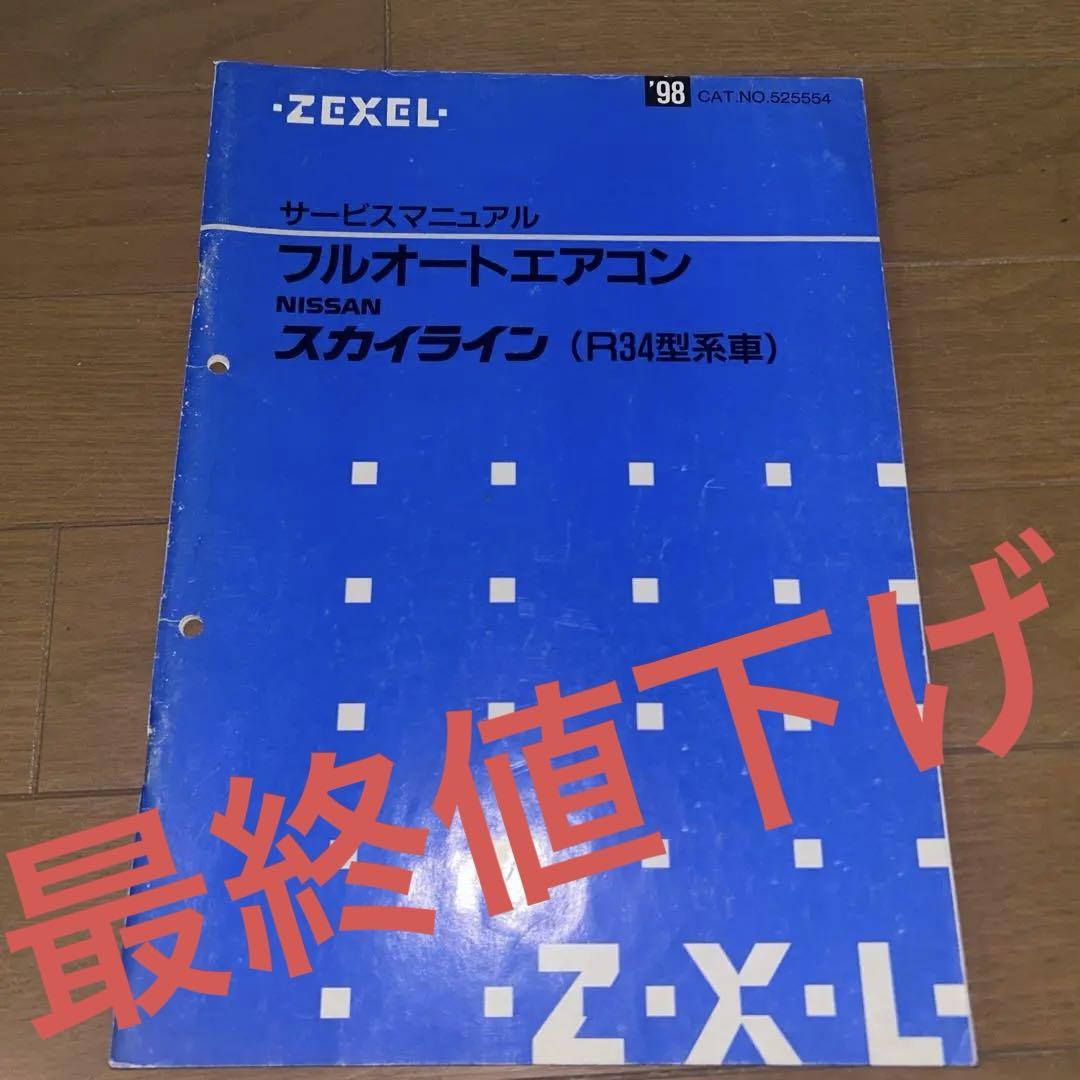 ·ZEXEL·
'98 CAT.NO.525554
サービスマニュアル
フルオートエアコン
NISSAN
スカイライン（R34型系車）
最終値下げ
·Z·X·L·